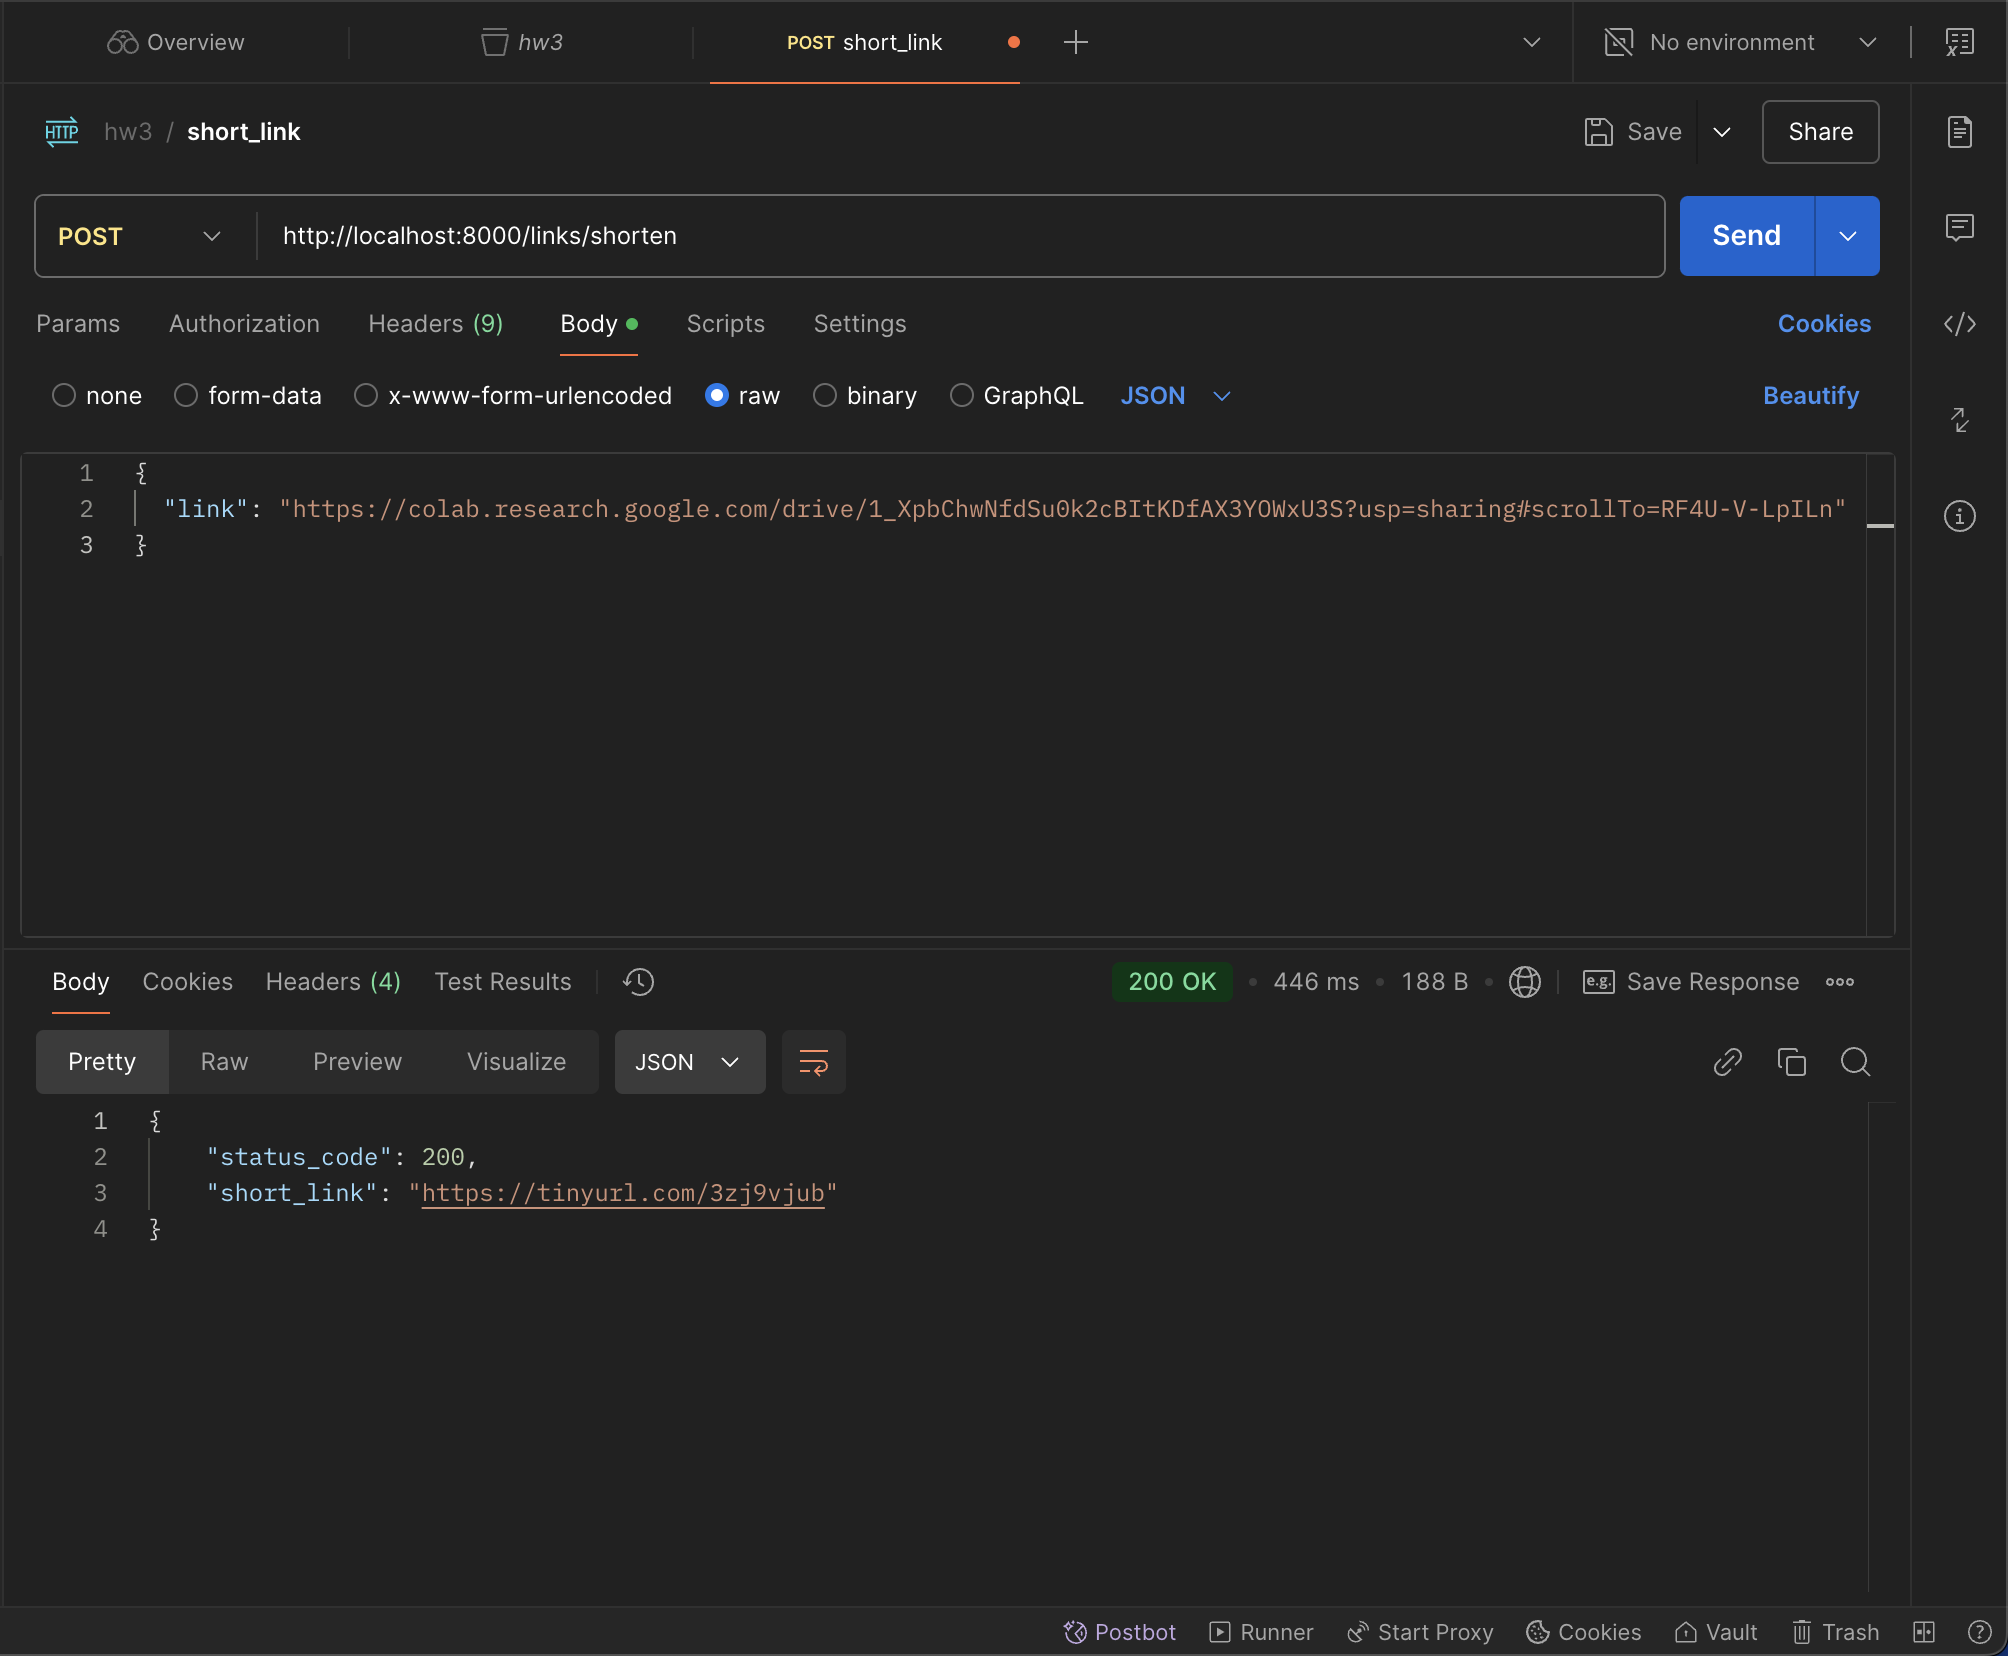 Overview
hw3
POST short_link
No environment
HTTP hw3 / short_link
Save
Share
POST http://localhost:8000/links/shorten
Send
Params Authorization Headers (9) Body Scripts Settings Cookies
none form-data x-www-form-urlencoded raw binary GraphQL JSON Beautify
1 {
2 "link": "https://colab.research.google.com/drive/1_XpbChwNfdSu0k2cBItKDfAX3YOWxU3S?usp=sharing#scrollTo=RF4U-V-LpILn"
3 }
Body Cookies Headers (4) Test Results 200 OK 446 ms 188 B e.g. Save Response
Pretty Raw Preview Visualize JSON
1 {
2 "status_code": 200,
3 "short_link": "https://tinyurl.com/3zj9vjub"
4 }
Postbot Runner Start Proxy Cookies Vault Trash